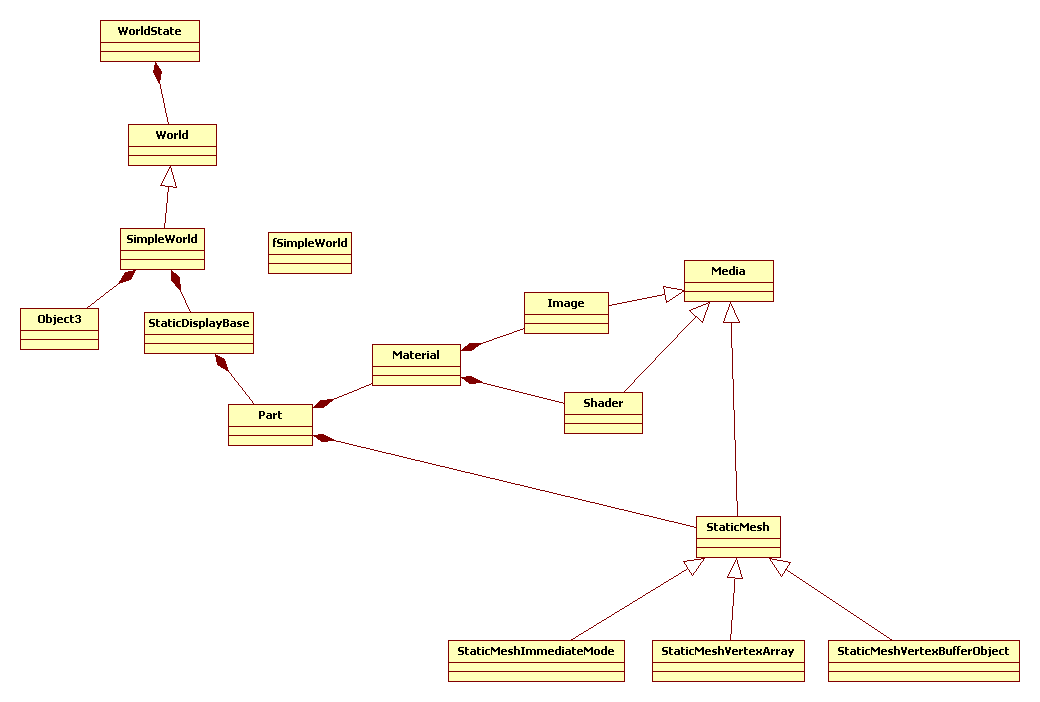 WorldState
World
SimpleWorld
fSimpleWorld
Media
Image
Object3
StaticDisplayBase
Material
Shader
Part
StaticMesh
StaticMeshImmediateMode
StaticMeshVertexArray
StaticMeshVertexBufferObject